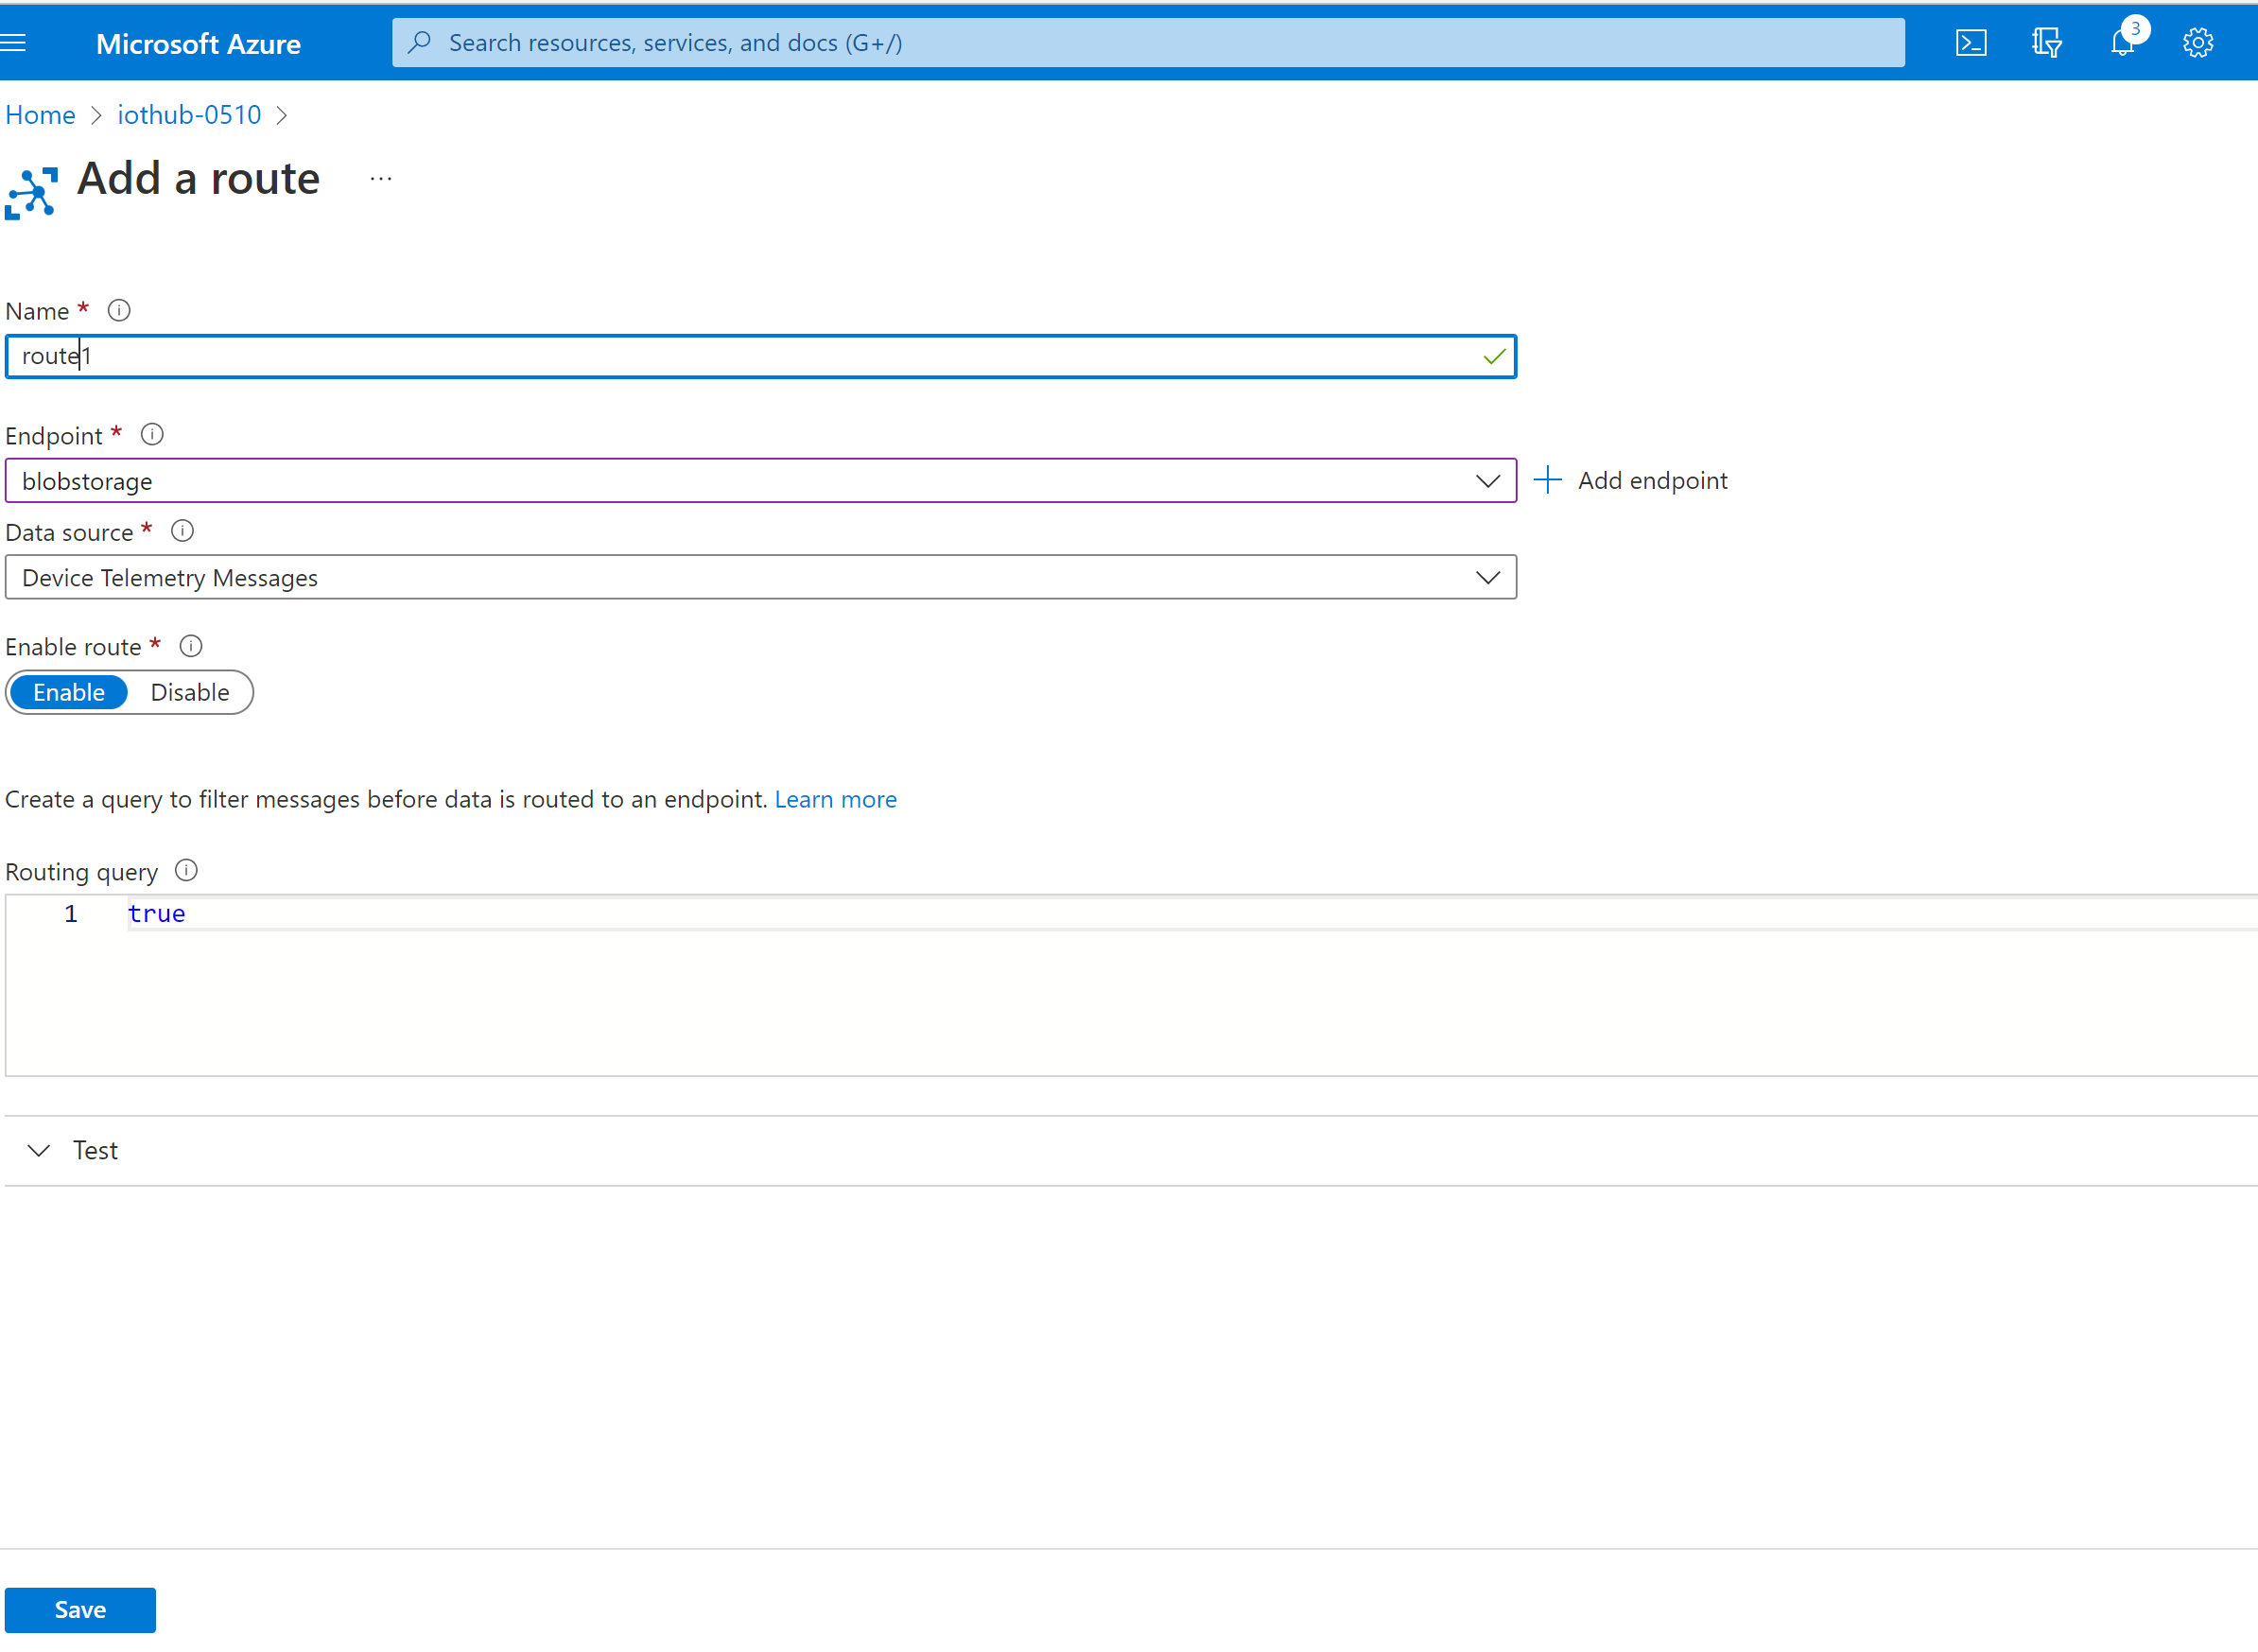 Microsoft Azure
Search resources, services, and docs (G+/)
3
Home > iothub-0510 >
Add a route ...
Name *
route1
Endpoint *
blobstorage
Add endpoint
Data source *
Device Telemetry Messages
Enable route *
Enable Disable
Create a query to filter messages before data is routed to an endpoint. Learn more
Routing query
1 true
Test
Save